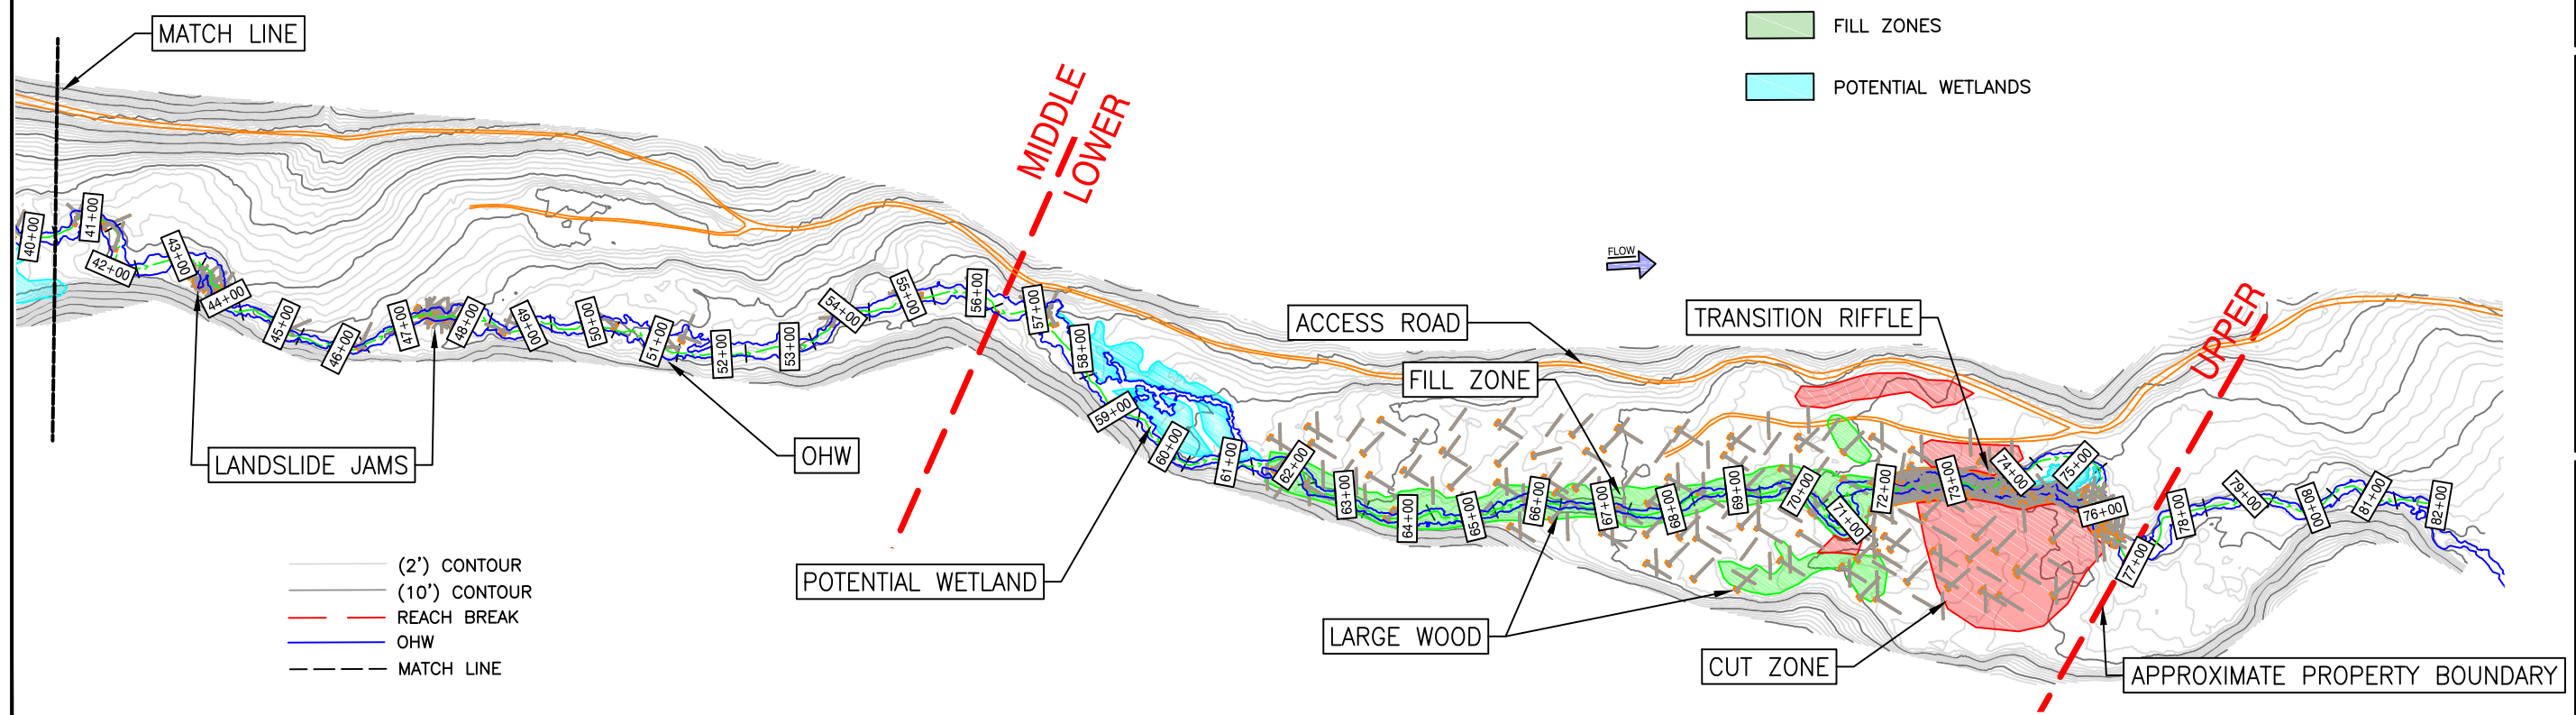 MATCH LINE
FILL ZONES
POTENTIAL WETLANDS
MIDDLE
LOWER
UPPER
FLOW
ACCESS ROAD
TRANSITION RIFFLE
FILL ZONE
LANDSLIDE JAMS
OHW
POTENTIAL WETLAND
LARGE WOOD
CUT ZONE
APPROXIMATE PROPERTY BOUNDARY
40+00
41+00
42+00
43+00
44+00
45+00
46+00
47+00
48+00
49+00
50+00
51+00
52+00
53+00
54+00
55+00
56+00
57+00
58+00
59+00
60+00
61+00
62+00
63+00
64+00
65+00
66+00
67+00
68+00
69+00
70+00
71+00
72+00
73+00
74+00
75+00
76+00
77+00
78+00
79+00
80+00
81+00
82+00
(2') CONTOUR
(10') CONTOUR
REACH BREAK
OHW
MATCH LINE